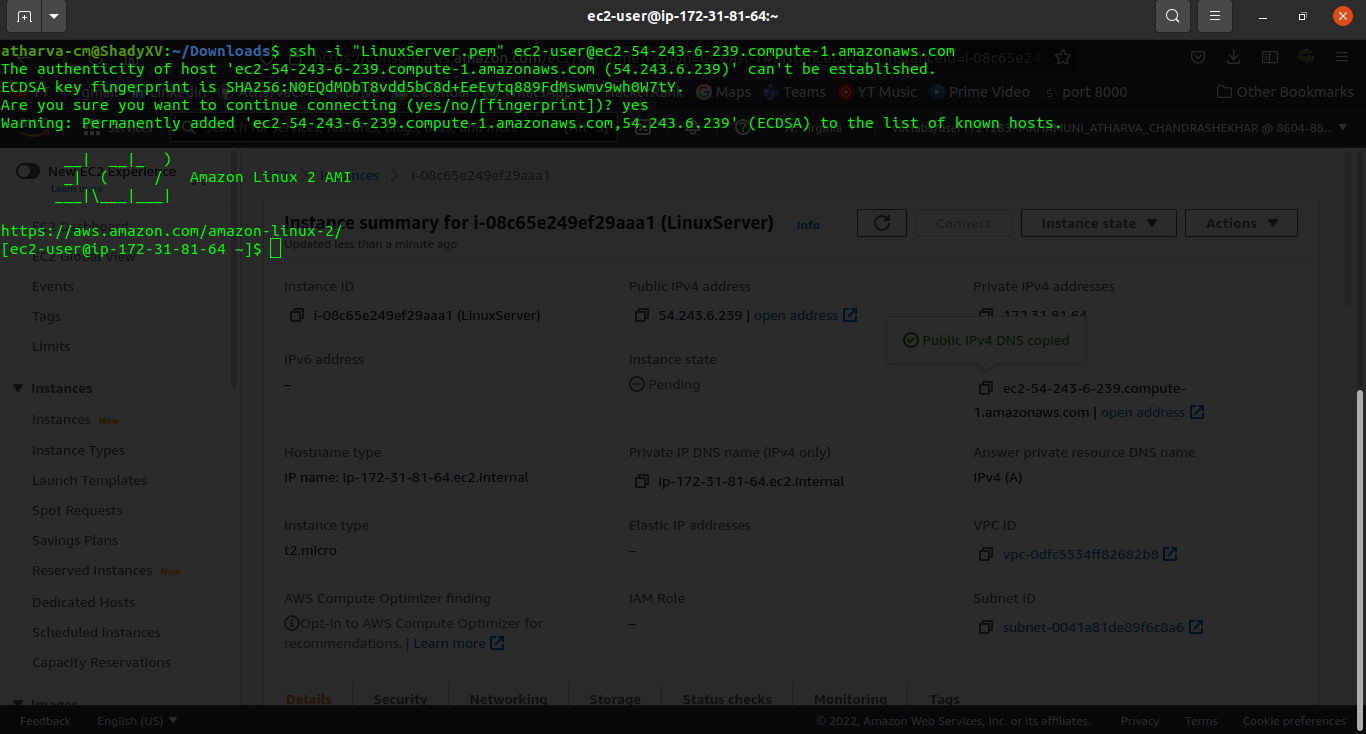 ec2-user@ip-172-31-81-64:~
atharva-cm@ShadyXV:~/Downloads$ ssh -i "LinuxServer.pem" ec2-user@ec2-54-243-6-239.compute-1.amazonaws.com
The authenticity of host 'ec2-54-243-6-239.compute-1.amazonaws.com (54.243.6.239)' can't be established.
ECDSA key fingerprint is SHA256:N0EQdMDbT8vdd5bC8d+EeEvtq889FdMswmv9wh0W7tY.
Are you sure you want to continue connecting (yes/no/[fingerprint])? yes
Warning: Permanently added 'ec2-54-243-6-239.compute-1.amazonaws.com,54.243.6.239' (ECDSA) to the list of known hosts.
Maps Teams YT Music Prime Video port 8000 Other Bookmarks
__| __|_ )
_| ( / Amazon Linux 2 AMI
___|\___|___|
https://aws.amazon.com/amazon-linux-2/
[ec2-user@ip-172-31-81-64 ~]$
New EC2 Experience
Learn more
EC2 Global View
Events
Tags
Limits
Instances
Instances New
Instance Types
Launch Templates
Spot Requests
Savings Plans
Reserved Instances New
Dedicated Hosts
Scheduled Instances
Capacity Reservations
Images
Instances > i-08c65e249ef29aaa1
Instance summary for i-08c65e249ef29aaa1 (LinuxServer) Info
Connect Instance state Actions
Updated less than a minute ago
Instance ID
i-08c65e249ef29aaa1 (LinuxServer)
Public IPv4 address
54.243.6.239 | open address
Private IPv4 addresses
172.31.81.64
Public IPv4 DNS copied
IPv6 address
–
Instance state
Pending
ec2-54-243-6-239.compute-
1.amazonaws.com | open address
Hostname type
IP name: ip-172-31-81-64.ec2.internal
Private IP DNS name (IPv4 only)
ip-172-31-81-64.ec2.internal
Answer private resource DNS name
IPv4 (A)
Instance type
t2.micro
Elastic IP addresses
–
VPC ID
vpc-0dfc5534ff82682b8
AWS Compute Optimizer finding
Opt-in to AWS Compute Optimizer for
recommendations. | Learn more
IAM Role
–
Subnet ID
subnet-0041a81de89f6c8a6
Details Security Networking Storage Status checks Monitoring Tags
Feedback English (US) © 2022, Amazon Web Services, Inc. or its affiliates. Privacy Terms Cookie preferences